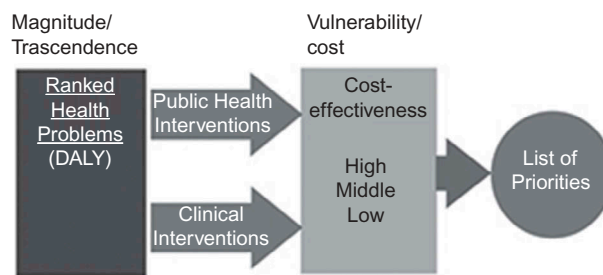 Magnitude/
Trascendence
Ranked
Health
Problems
(DALY)
Public Health
Interventions
Clinical
Interventions
Vulnerability/
cost
Cost-
effectiveness
High
Middle
Low
List of
Priorities